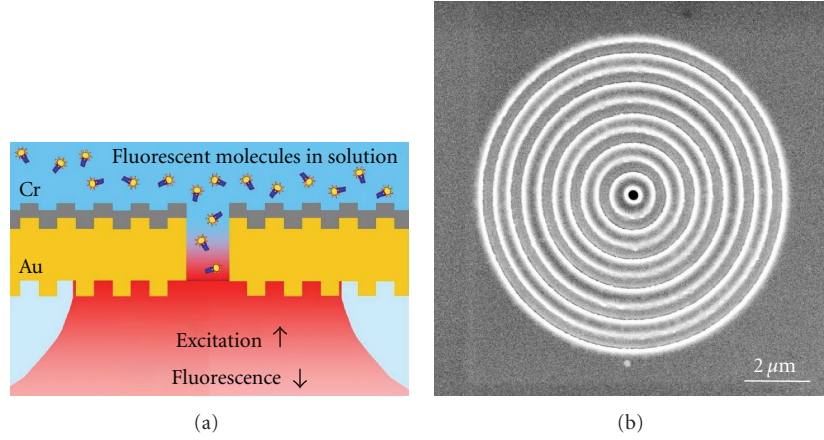 Fluorescent molecules in solution
Cr
Au
Excitation ↑
Fluorescence ↓
2 μm
(a)
(b)